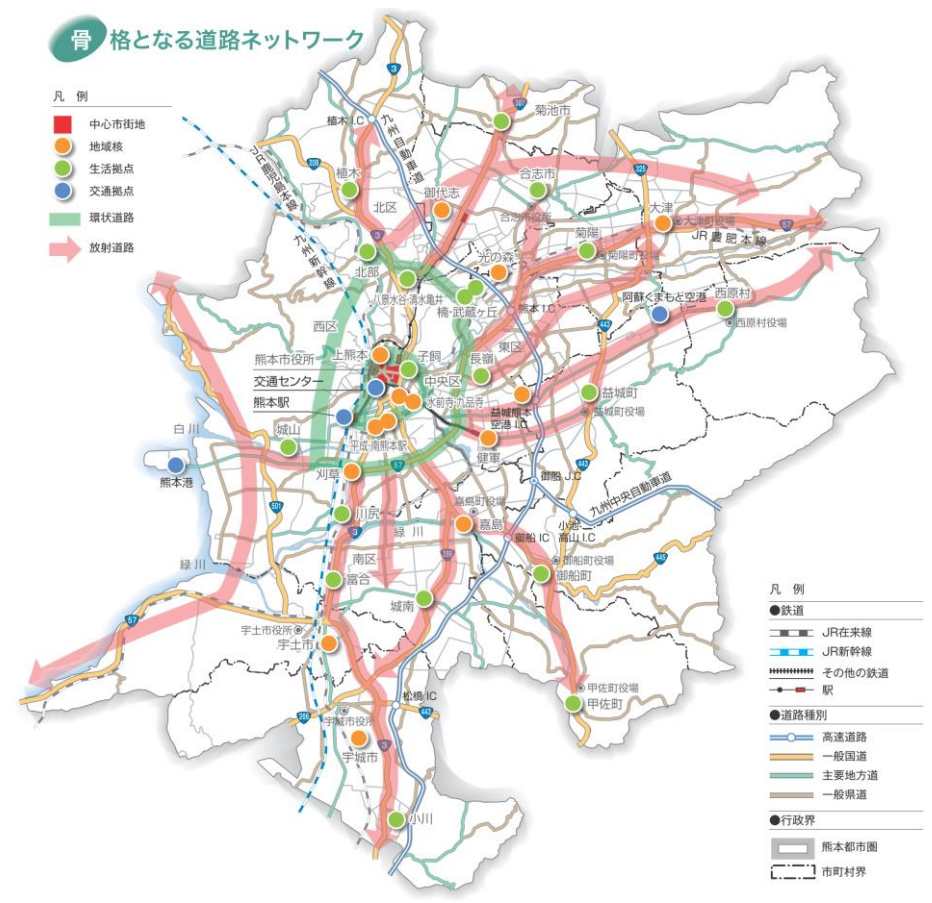 骨格となる道路ネットワーク
凡 例
中心市街地
地域核
生活拠点
交通拠点
環状道路
放射道路
3
387
菊池市
植木I.C
九州自動車道
JR鹿児島本線
208
植木
北区
御代志
合志市
合志市役所
325
大津
大津町役場
57
JR豊肥本線
九州新幹線
3
北部
菊陽
菊陽町役場
光の森
八景水谷・清水亀井
楠・武蔵ヶ丘
熊本I.C
阿蘇くまもと空港
西原村
西原村役場
443
西区
東区
熊本市役所
上熊本
子飼
長嶺
交通センター
中央区
水前寺・九品寺
熊本駅
益城町
益城町役場
益城熊本
空港I.C
白川
城山
平成・南熊本駅
健軍
熊本港
刈草
57
443
御船J.C
九州中央自動車道
嘉島町役場
501
川尻
緑川
嘉島
小池
高山I.C
3
御船IC
緑川
南区
266
御船町役場
御船町
445
富合
城南
57
宇土市役所
宇土市
甲佐町役場
甲佐町
松橋IC
266
443
宇城市役所
宇城市
3
小川
凡 例
●鉄道
JR在来線
JR新幹線
その他の鉄道
駅
●道路種別
高速道路
一般国道
主要地方道
一般県道
●行政界
熊本都市圏
市町村界